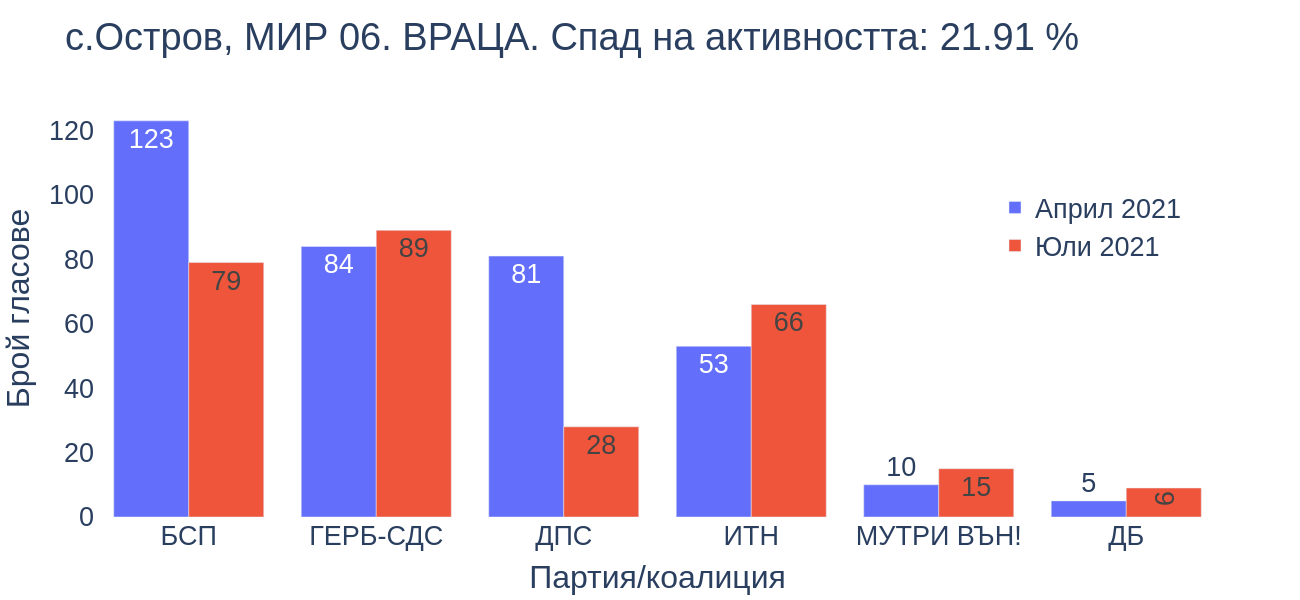 с.Остров, МИР 06. ВРАЦА. Спад на активността: 21.91 %
Брой гласове
120
100
80
60
40
20
0
123
79
84
89
81
28
53
66
10
15
5
9
Април 2021
Юли 2021
БСП
ГЕРБ-СДС
ДПС
ИТН
МУТРИ ВЪН!
ДБ
Партия/коалиция